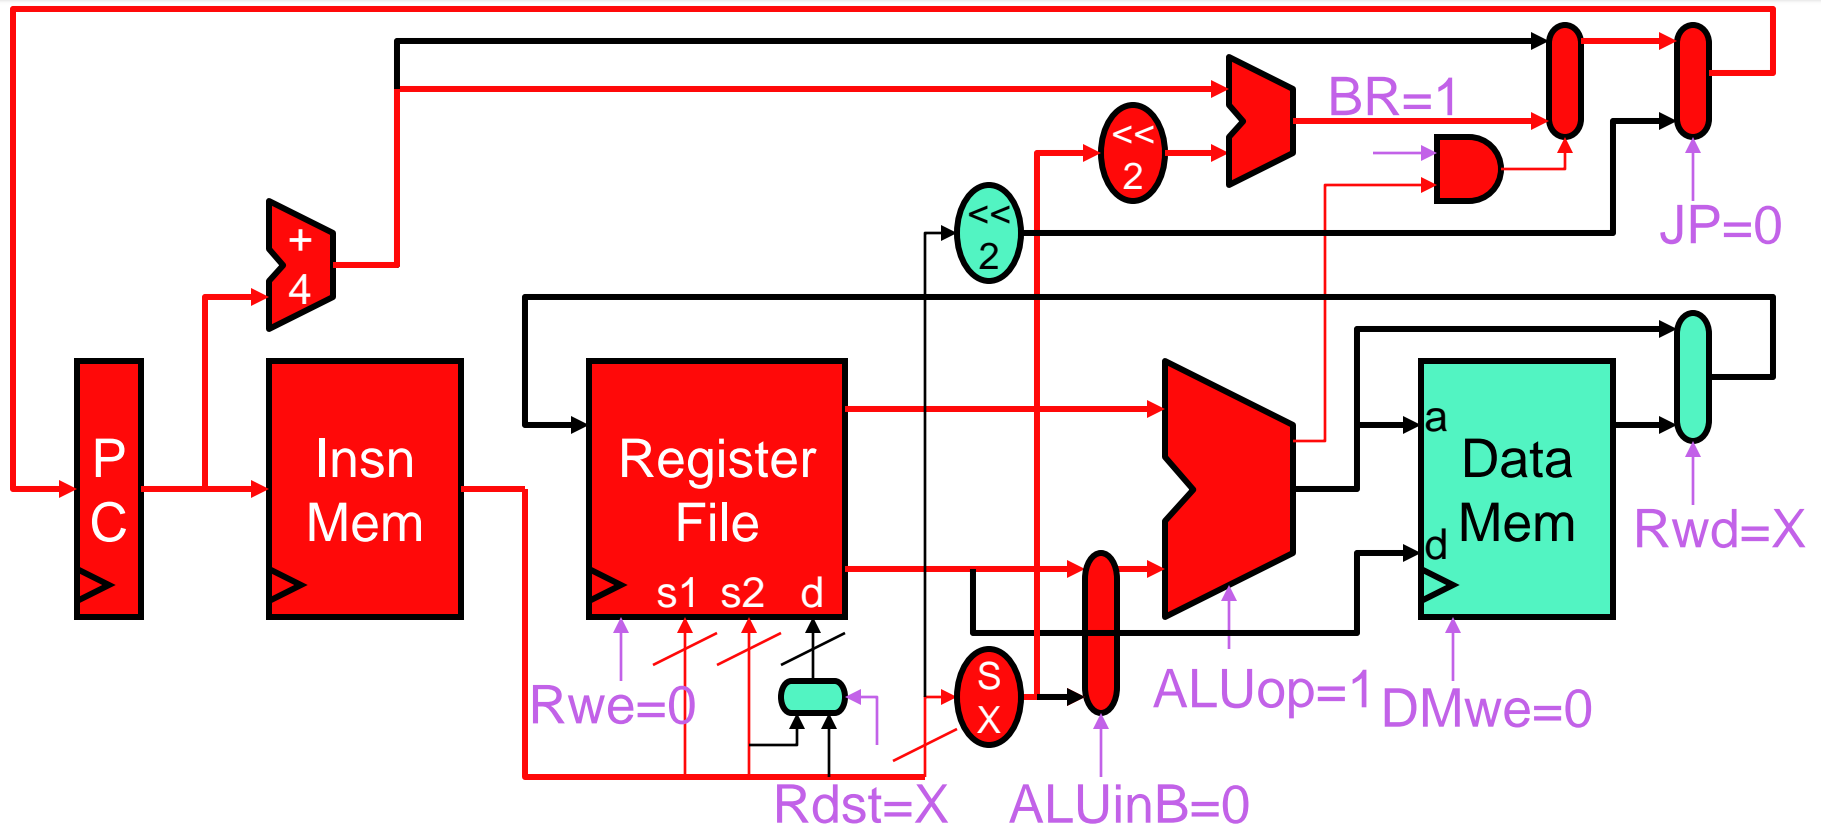 BR=1
<<
2
<<
2
JP=0
+
4
P
C
Insn
Mem
Register
File
s1 s2 d
a
Data
Mem
d
Rwd=X
S
X
Rwe=0
ALUop=1
DMwe=0
Rdst=X
ALUinB=0